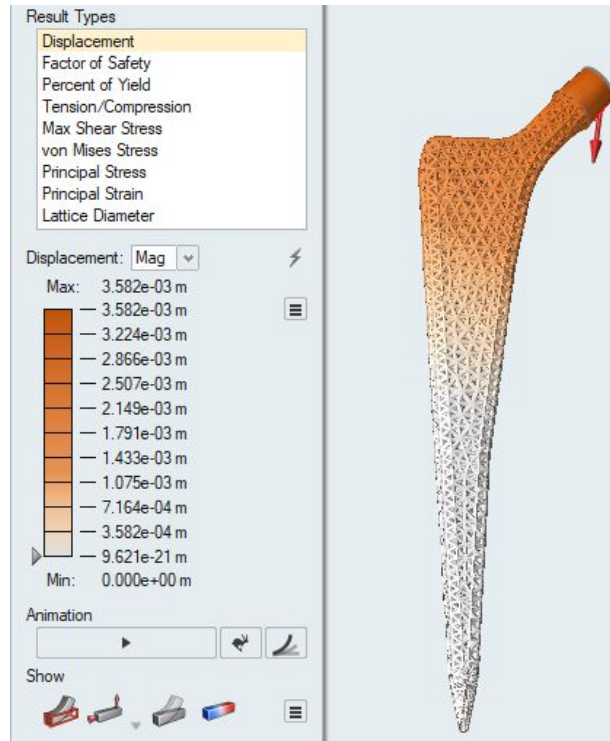 Result Types
Displacement
Factor of Safety
Percent of Yield
Tension/Compression
Max Shear Stress
von Mises Stress
Principal Stress
Principal Strain
Lattice Diameter
Displacement: Mag
Max: 3.582e-03 m
3.582e-03 m
3.224e-03 m
2.866e-03 m
2.507e-03 m
2.149e-03 m
1.791e-03 m
1.433e-03 m
1.075e-03 m
7.164e-04 m
3.582e-04 m
9.621e-21 m
Min: 0.000e+00 m
Animation
Show